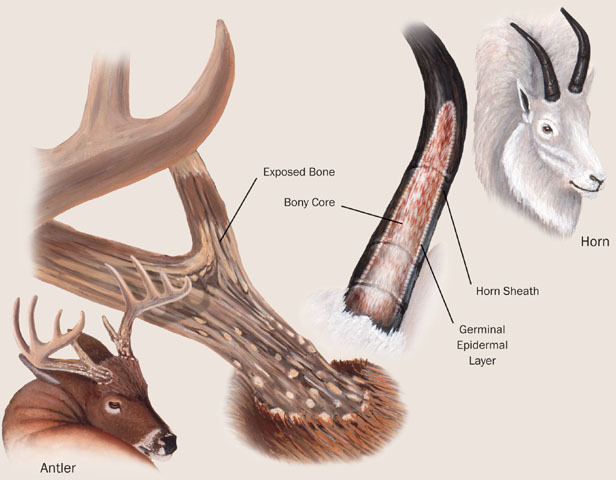 Exposed Bone
Bony Core
Horn
Horn Sheath
Germinal
Epidermal
Layer
Antler